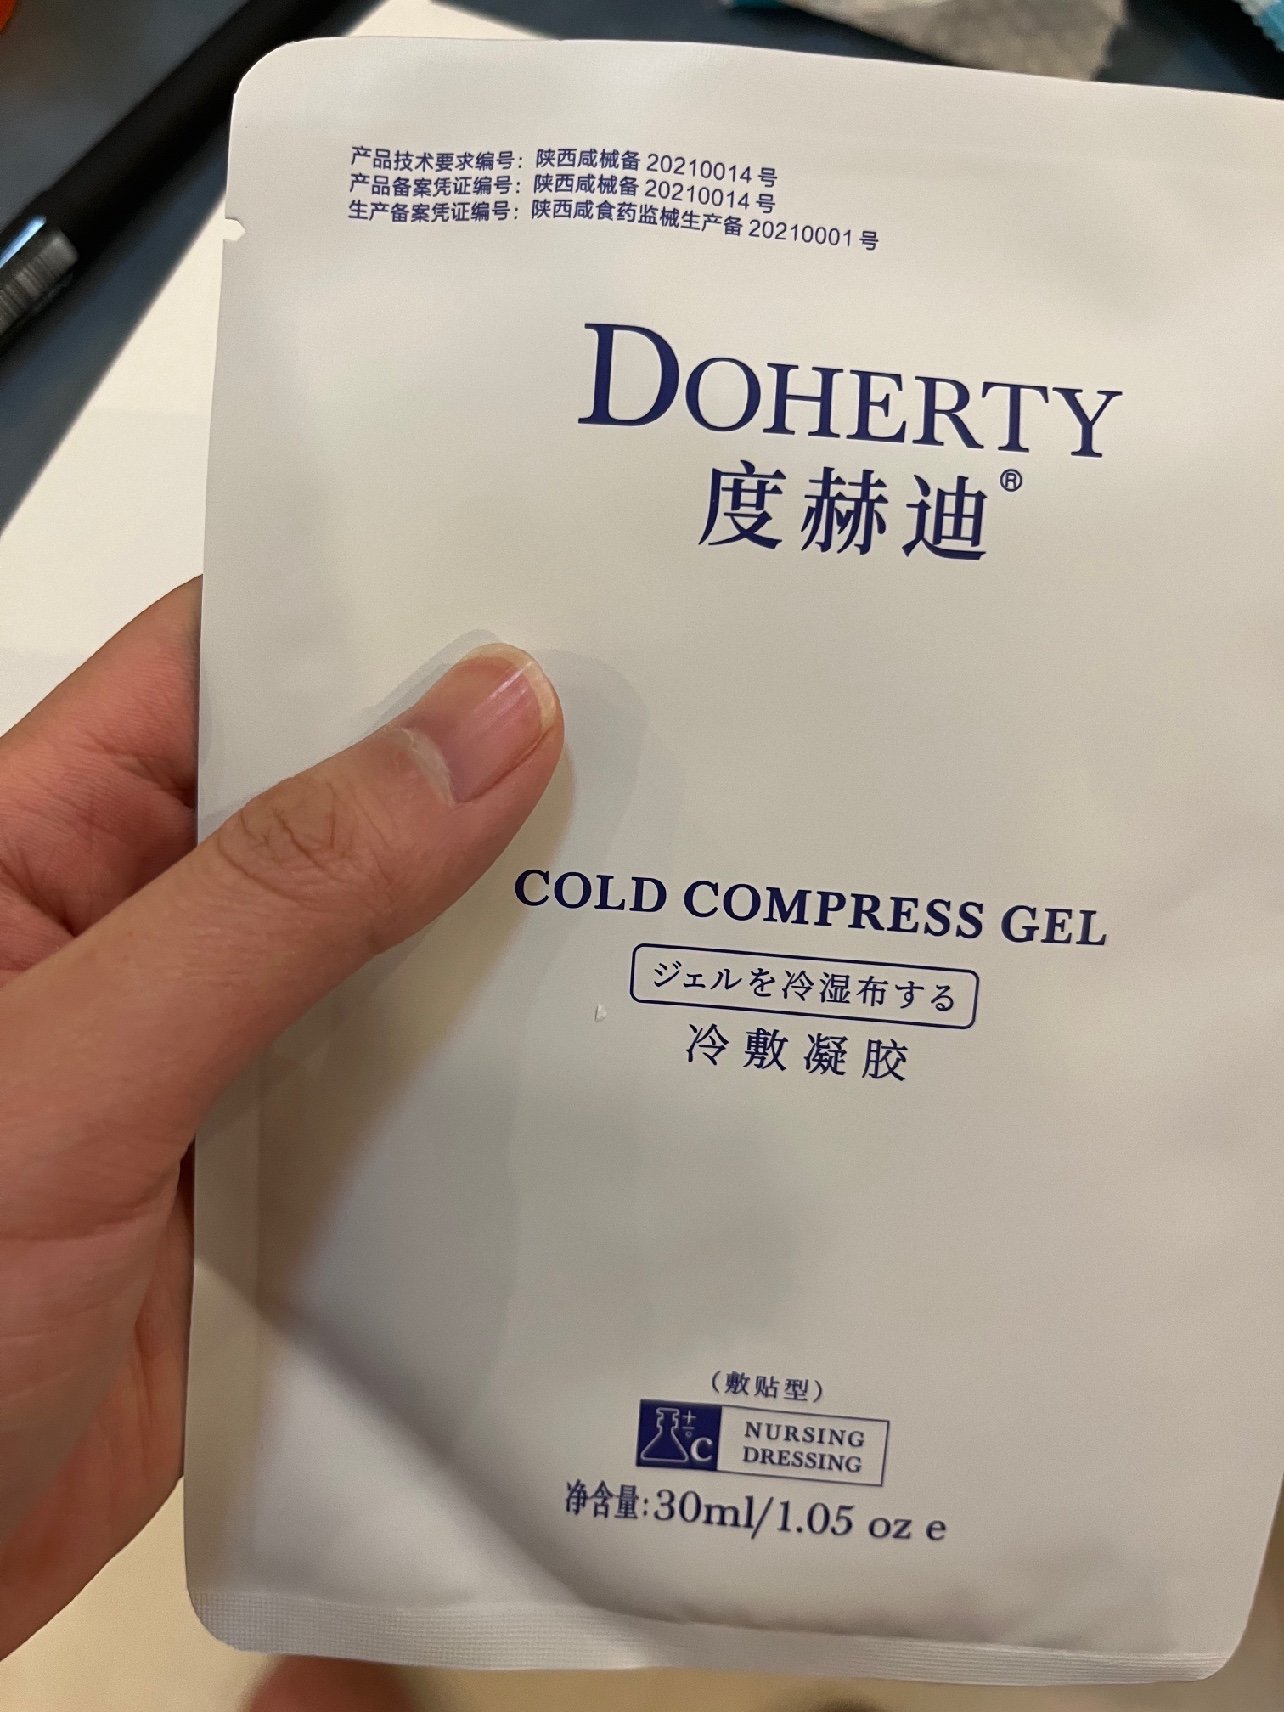 产品技术要求编号：陕西咸械备 20210014 号
产品备案凭证编号：陕西咸械备 20210014 号
生产备案凭证编号：陕西咸食药监械生产备 20210001 号
DOHERTY
度赫迪®
COLD COMPRESS GEL
ジェルを冷湿布する
冷敷凝胶
（敷贴型）
C
NURSING
DRESSING
净含量:30ml/1.05 oz e